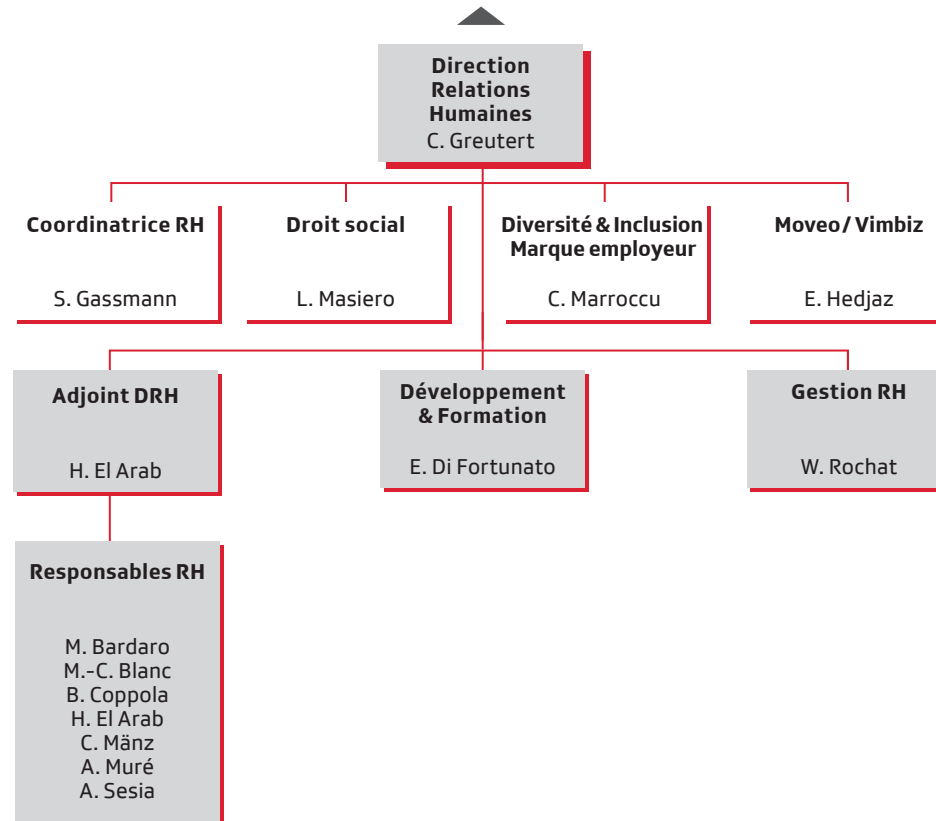 Direction
Relations
Humaines
C. Greutert
Coordinatrice RH
S. Gassmann
Droit social
L. Masiero
Diversité & Inclusion
Marque employeur
C. Marroccu
Moveo / Vimbiz
E. Hedjaz
Adjoint DRH
H. El Arab
Développement
& Formation
E. Di Fortunato
Gestion RH
W. Rochat
Responsables RH
M. Bardaro
M.-C. Blanc
B. Coppola
H. El Arab
C. Mänz
A. Muré
A. Sesia